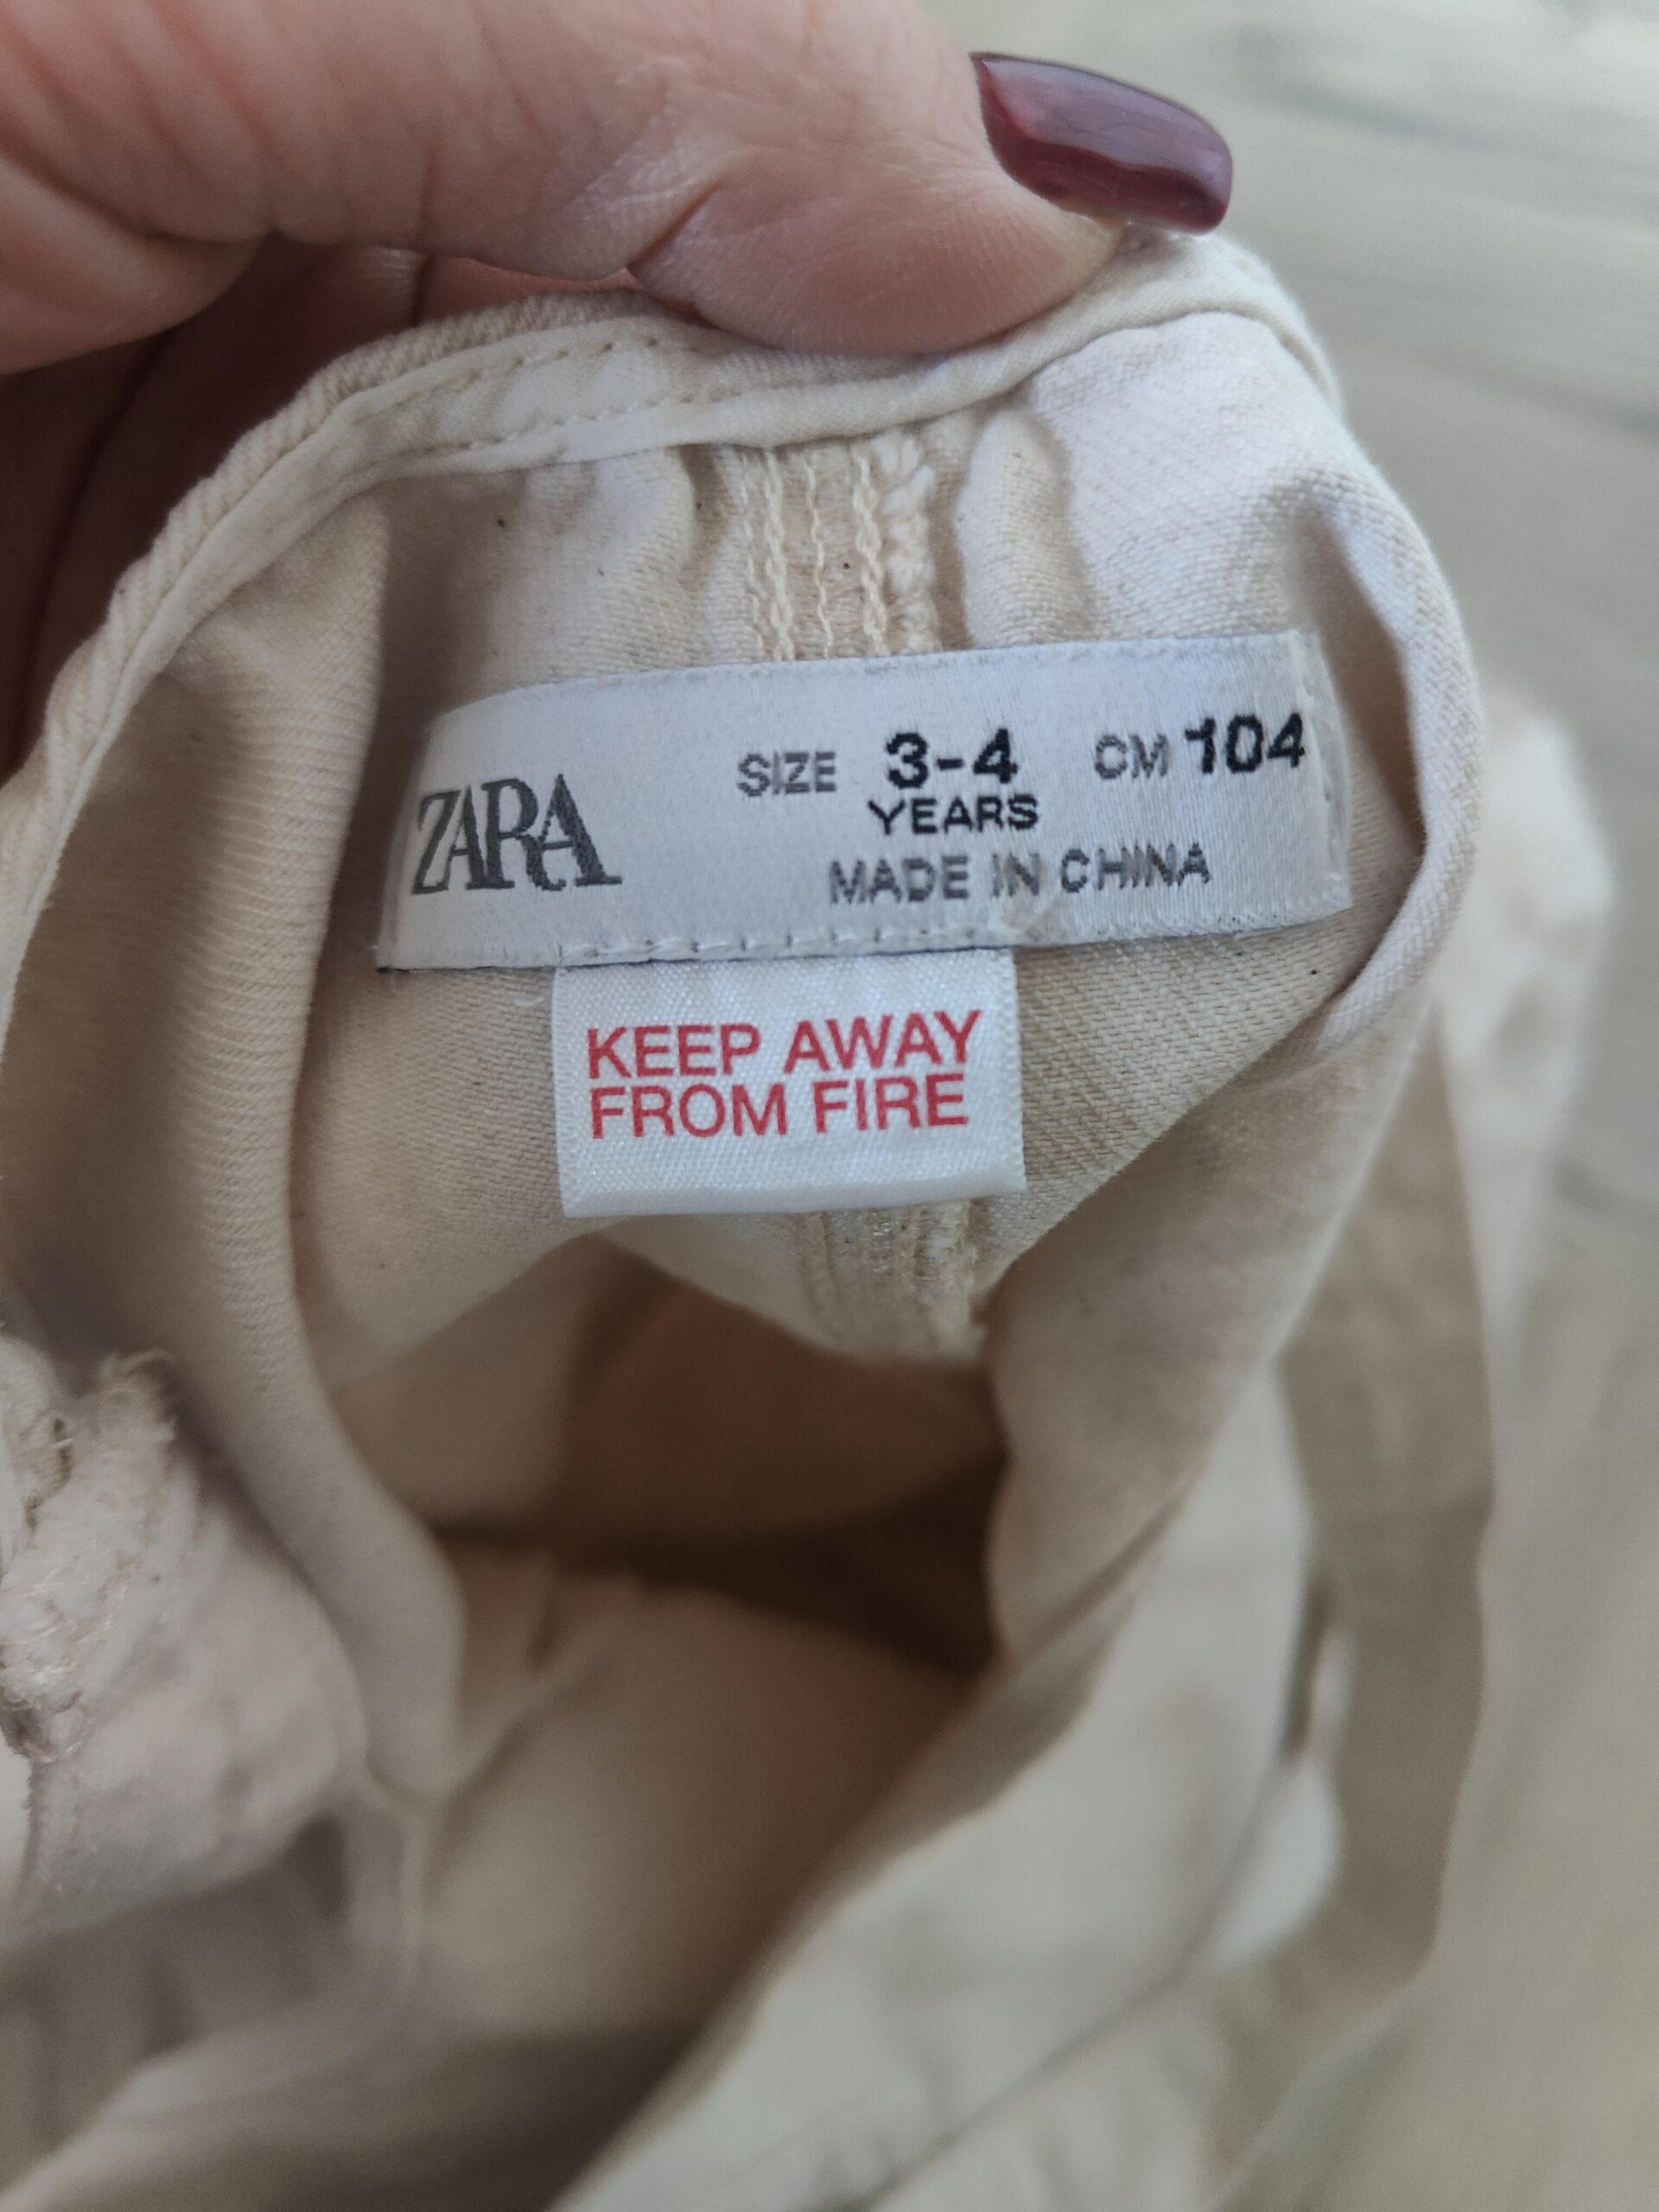 ZARA
SIZE 3-4 CM 104
YEARS
MADE IN CHINA
KEEP AWAY
FROM FIRE